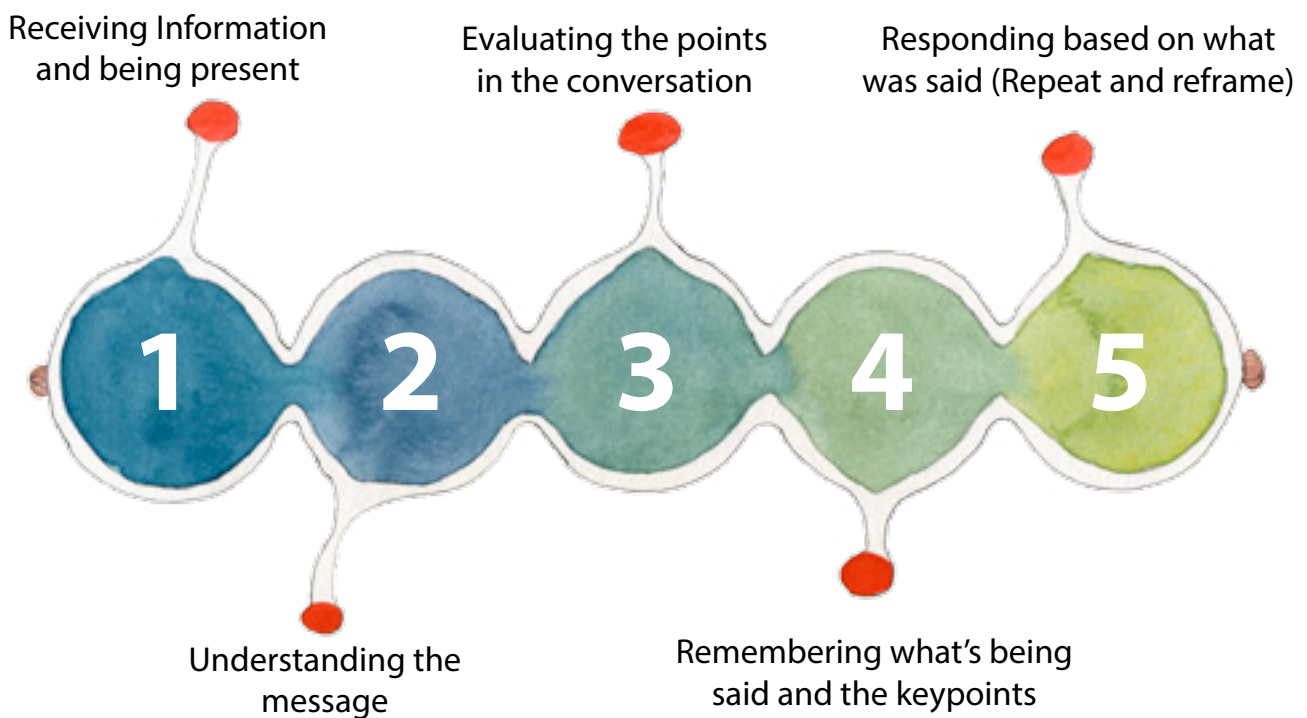 Receiving Information
and being present
Evaluating the points
in the conversation
Responding based on what
was said (Repeat and reframe)
1
2
3
4
5
Understanding the
message
Remembering what’s being
said and the keypoints